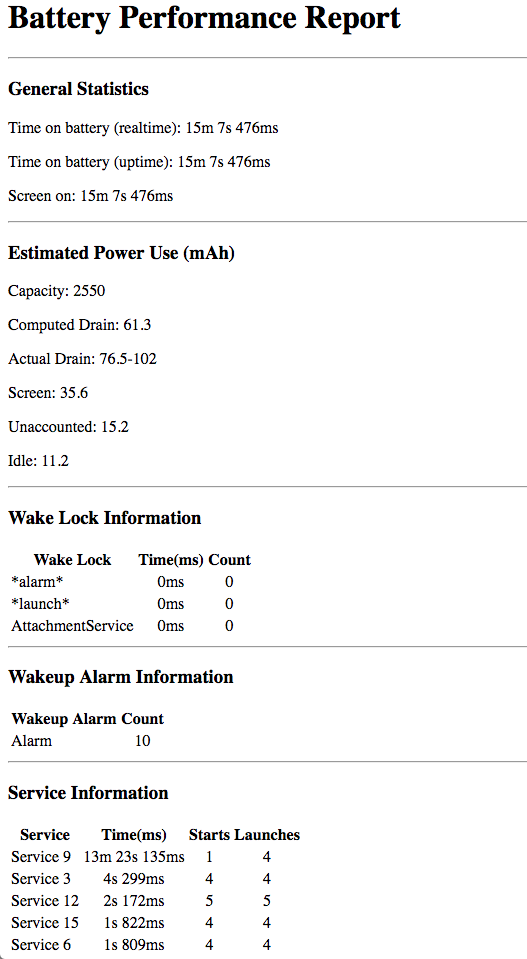 Battery Performance Report
General Statistics
Time on battery (realtime): 15m 7s 476ms
Time on battery (uptime): 15m 7s 476ms
Screen on: 15m 7s 476ms
Estimated Power Use (mAh)
Capacity: 2550
Computed Drain: 61.3
Actual Drain: 76.5-102
Screen: 35.6
Unaccounted: 15.2
Idle: 11.2
Wake Lock Information
Wake Lock Time(ms) Count
*alarm* 0ms 0
*launch* 0ms 0
AttachmentService 0ms 0
Wakeup Alarm Information
Wakeup Alarm Count
Alarm 10
Service Information
Service Time(ms) Starts Launches
Service 9 13m 23s 135ms 1 4
Service 3 4s 299ms 4 4
Service 12 2s 172ms 5 5
Service 15 1s 822ms 4 4
Service 6 1s 809ms 4 4